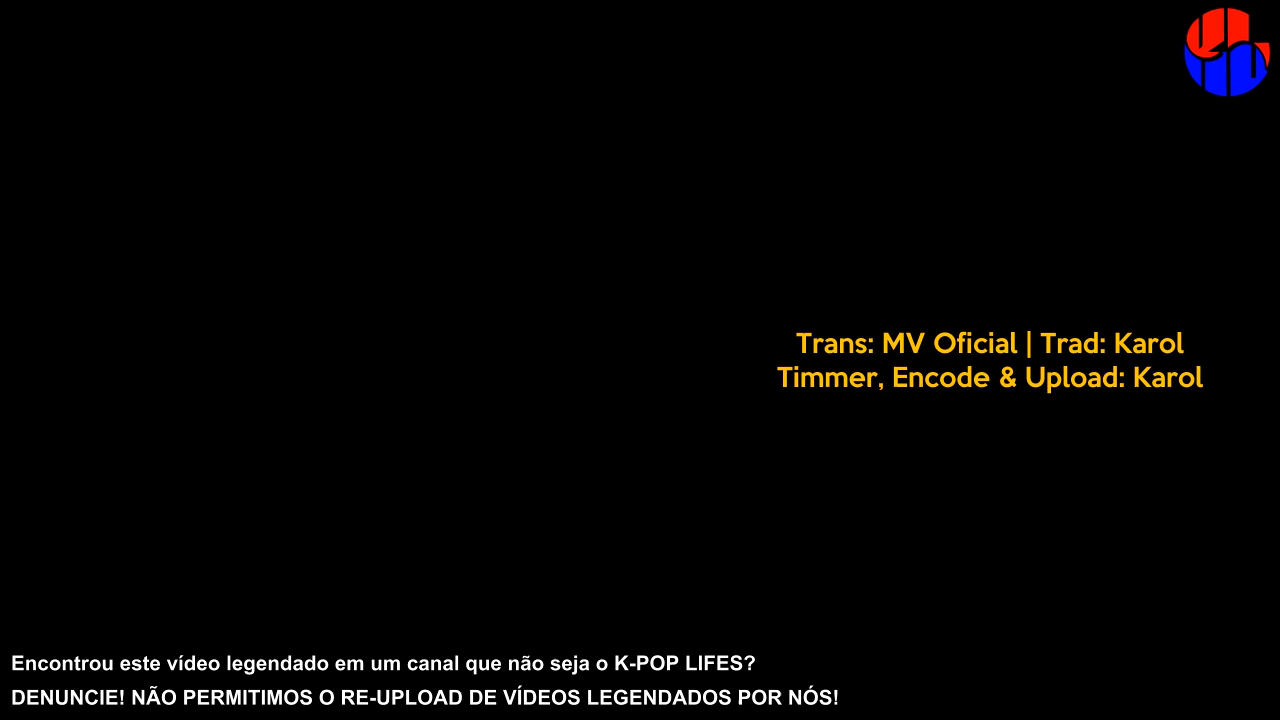 Trans: MV Oficial | Trad: Karol
Timmer, Encode & Upload: Karol
Encontrou este vídeo legendado em um canal que não seja o K-POP LIFES?
DENUNCIE! NÃO PERMITIMOS O RE-UPLOAD DE VÍDEOS LEGENDADOS POR NÓS!